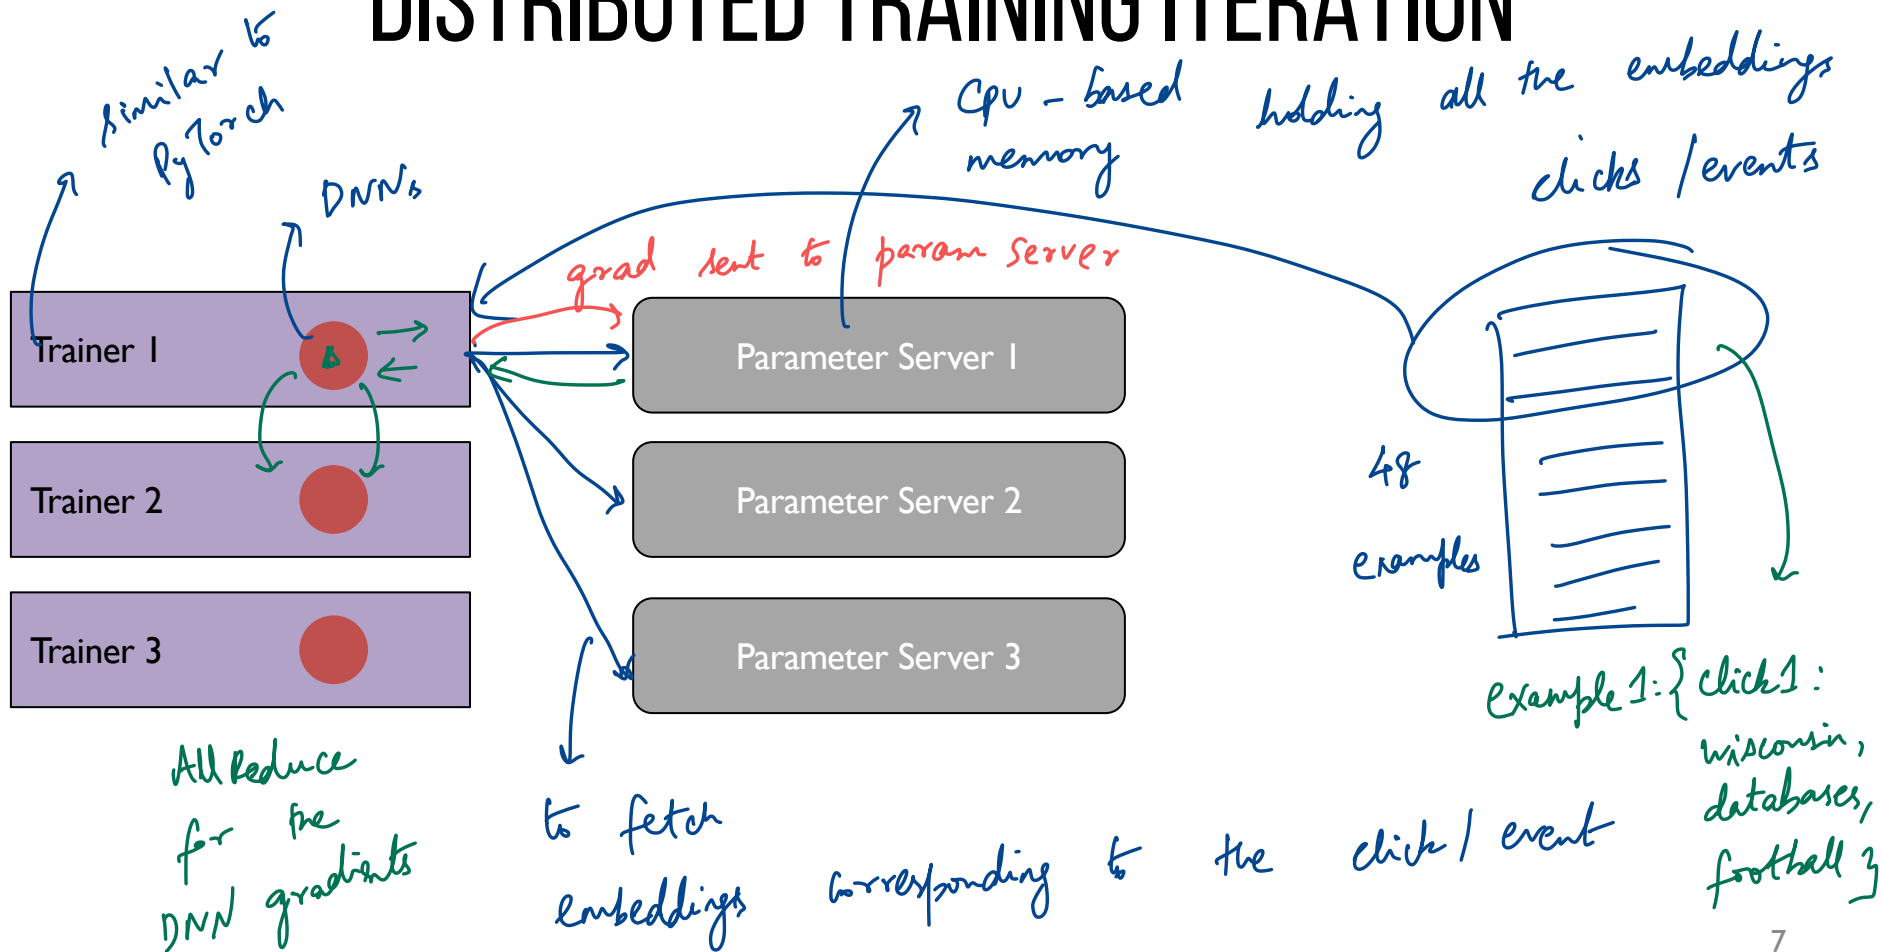 DISTRIBUTED TRAINING ITERATION
similar to
PyTorch
DNNs
CPU - based holding all the embeddings
memory
clicks / events
grad sent to param server
Trainer 1
Parameter Server 1
Trainer 2
Parameter Server 2
Trainer 3
Parameter Server 3
48
examples
example 1: { click1 :
wisconsin,
databases,
football }
All Reduce
for the
DNN gradients
to fetch
embeddings corresponding to the click / event
7